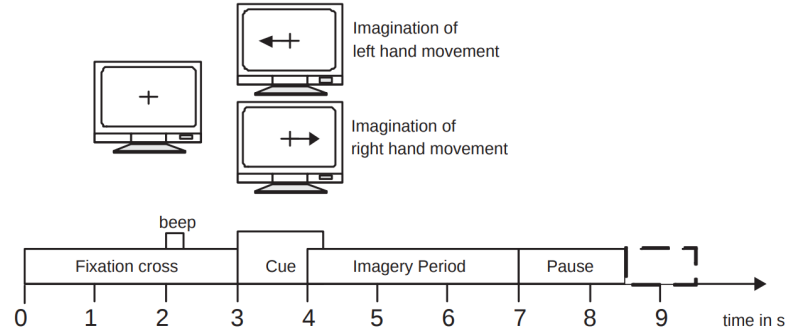 Imagination of
left hand movement
Imagination of
right hand movement
beep
Fixation cross
Cue
Imagery Period
Pause
0 1 2 3 4 5 6 7 8 9 time in s